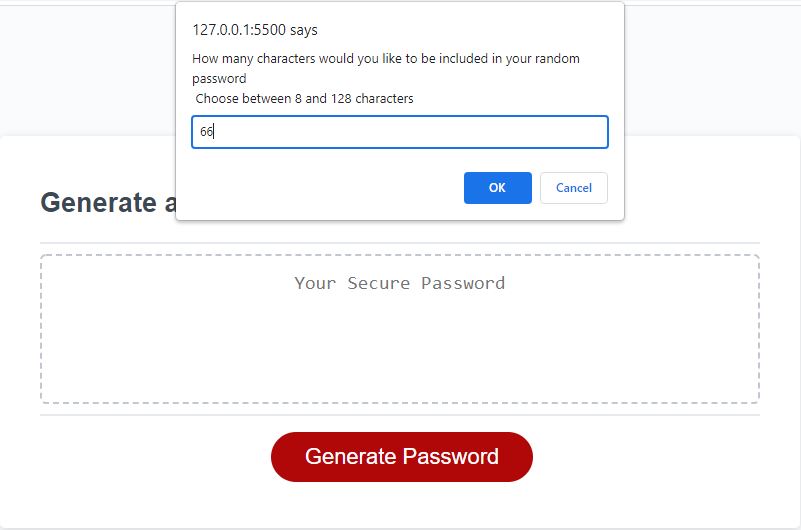 127.0.0.1:5500 says
How many characters would you like to be included in your random
password
Choose between 8 and 128 characters
66
OK Cancel
Generate a
Your Secure Password
Generate Password